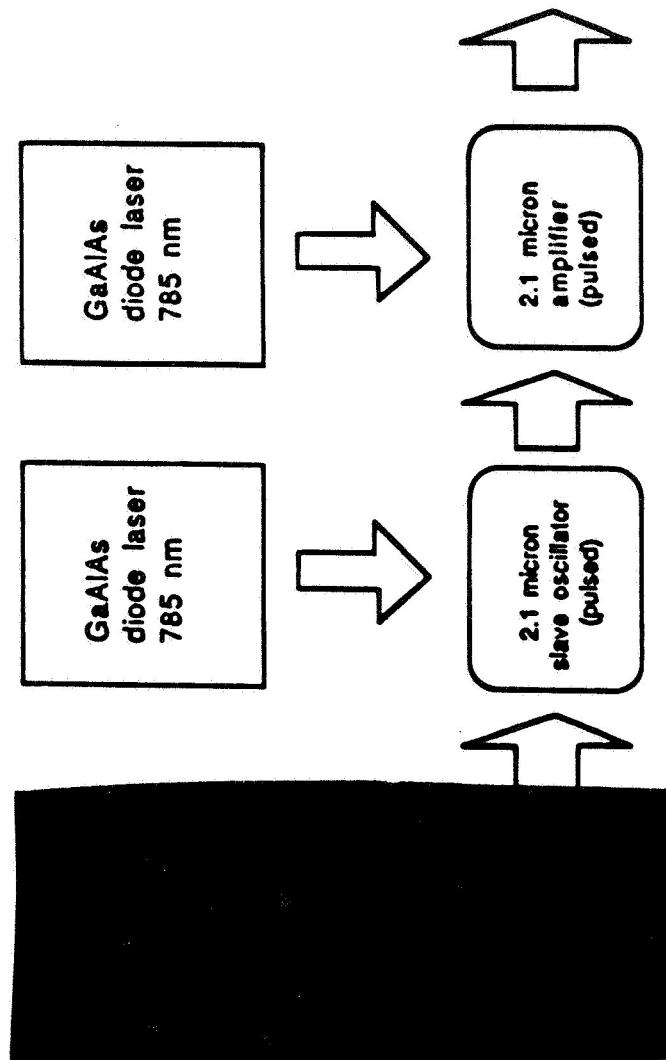 GaAlAs
diode laser
785 nm
GaAlAs
diode laser
785 nm
2.1 micron
slave oscillator
(pulsed)
2.1 micron
amplifier
(pulsed)